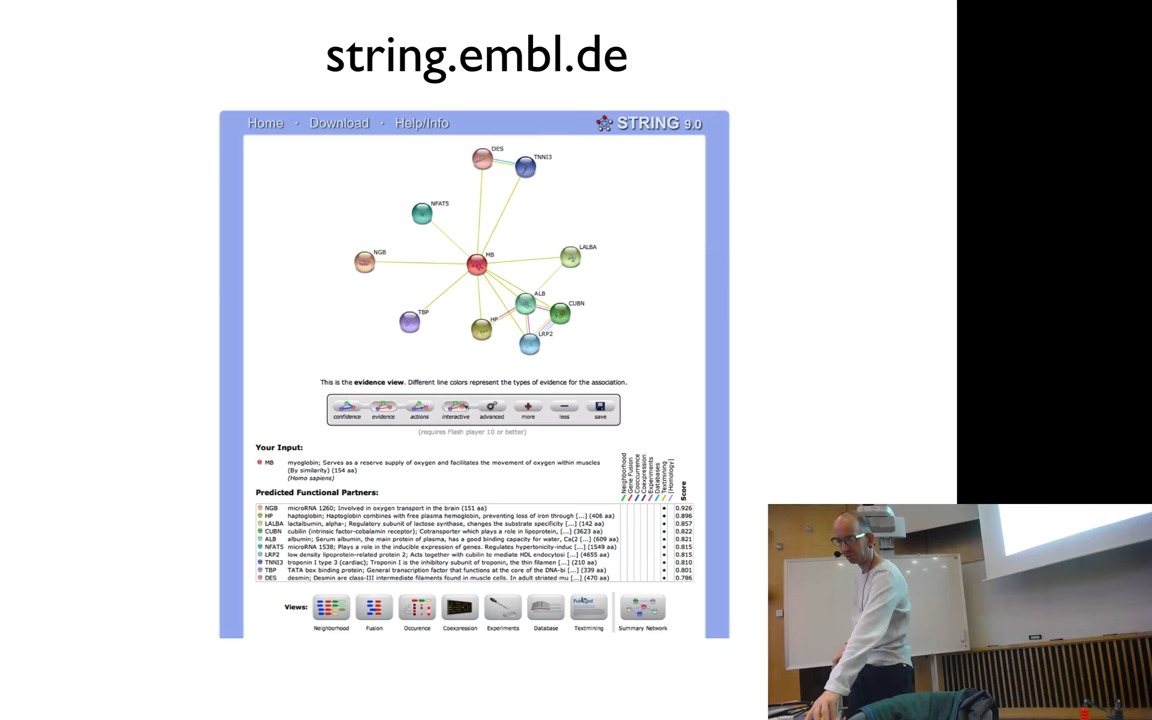 string.embl.de
Home · Download · Help/Info STRING 9.0
DES
TNNI3
NFAT5
LALBA
NGB
MB
ALB
CUBN
TBP
HP
LRP2
This is the evidence view. Different line colors represent the types of evidence for the association.
confidence evidence actions interactive advanced more less save
(requires Flash player 10 or better)
Your Input:
MB myoglobin; Serves as a reserve supply of oxygen and facilitates the movement of oxygen within muscles
(By similarity) (154 aa)
(Homo sapiens)
Neighborhood
Gene Fusion
Cooccurrence
Coexpression
Experiments
Databases
Textmining
[Homology]
Score
Predicted Functional Partners:
NGB microRNA 1260; Involved in oxygen transport in the brain (151 aa) • 0.926
HP haptoglobin; Haptoglobin combines with free plasma hemoglobin, preventing loss of iron through [...] (406 aa) • 0.896
LALBA lactalbumin, alpha-; Regulatory subunit of lactose synthase, changes the substrate specificity [...] (142 aa) • 0.857
CUBN cubilin (intrinsic factor-cobalamin receptor); Cotransporter which plays a role in lipoprotein, [...] (3623 aa) • 0.822
ALB albumin; Serum albumin, the main protein of plasma, has a good binding capacity for water, Ca(2 [...] (609 aa) • 0.821
NFAT5 microRNA 1538; Plays a role in the inducible expression of genes. Regulates hypertonicity-induc [...] (1549 aa) • 0.815
LRP2 low density lipoprotein-related protein 2; Acts together with cubilin to mediate HDL endocytosi [...] (4655 aa) • 0.815
TNNI3 troponin I type 3 (cardiac); Troponin I is the inhibitory subunit of troponin, the thin filamen [...] (210 aa) • 0.810
TBP TATA box binding protein; General transcription factor that functions at the core of the DNA-bi [...] (339 aa) • 0.801
DES desmin; Desmin are class-III intermediate filaments found in muscle cells. In adult striated mu [...] (470 aa) • 0.786
Views:
Neighborhood Fusion Occurence Coexpression Experiments Database Textmining Summary Network